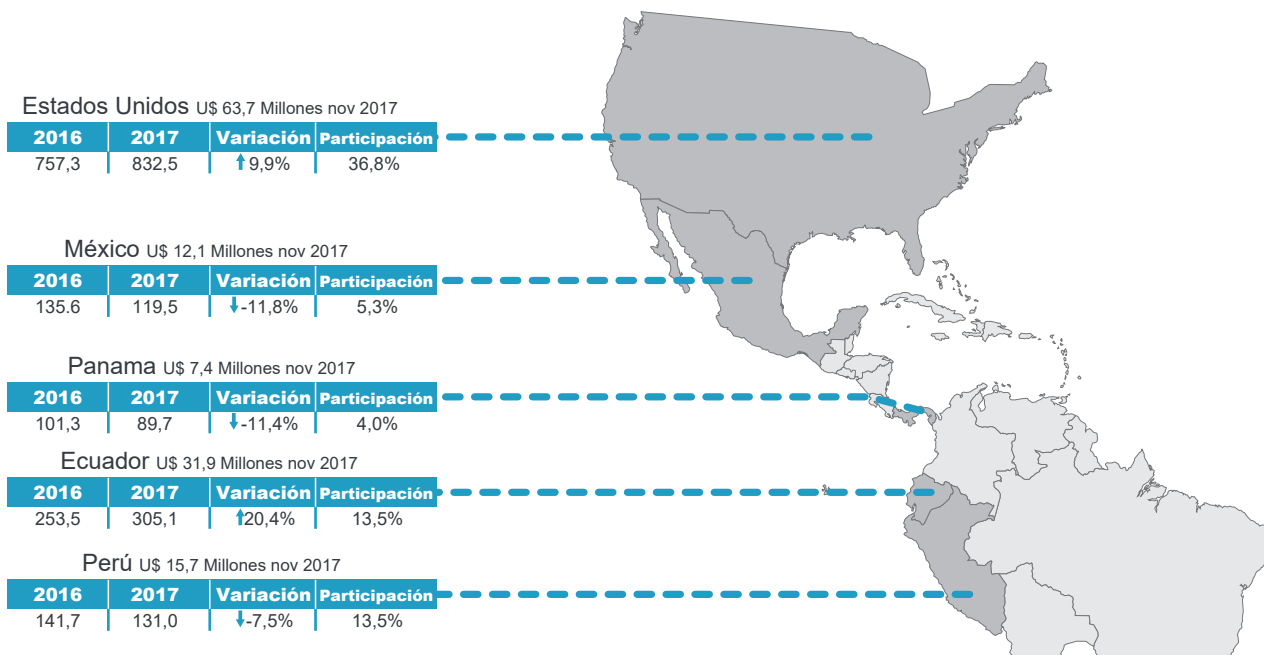 Estados Unidos U$ 63,7 Millones nov 2017
2016 2017 Variación Participación
757,3 832,5 9,9% 36,8%
México U$ 12,1 Millones nov 2017
2016 2017 Variación Participación
135.6 119,5 -11,8% 5,3%
Panama U$ 7,4 Millones nov 2017
2016 2017 Variación Participación
101,3 89,7 -11,4% 4,0%
Ecuador U$ 31,9 Millones nov 2017
2016 2017 Variación Participación
253,5 305,1 20,4% 13,5%
Perú U$ 15,7 Millones nov 2017
2016 2017 Variación Participación
141,7 131,0 -7,5% 13,5%